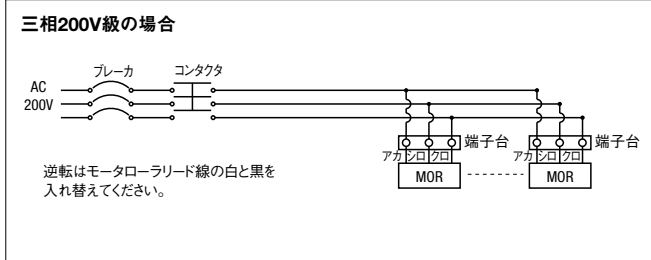 三相200V級の場合
ブレーカ
コンタクタ
AC
200V
端子台
端子台
アカ シロ クロ
アカ シロ クロ
MOR
MOR
逆転はモータローラリード線の白と黒を
入れ替えてください。